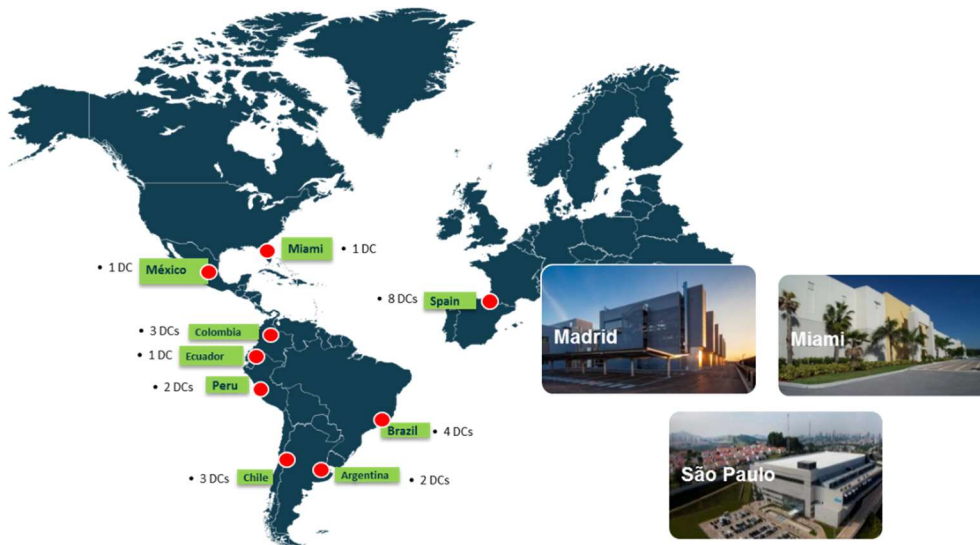 Miami • 1 DC
• 1 DC México
• 8 DCs Spain
Madrid
Miami
• 3 DCs Colombia
• 1 DC Ecuador
• 2 DCs Peru
Brazil • 4 DCs
• 3 DCs Chile
Argentina • 2 DCs
São Paulo